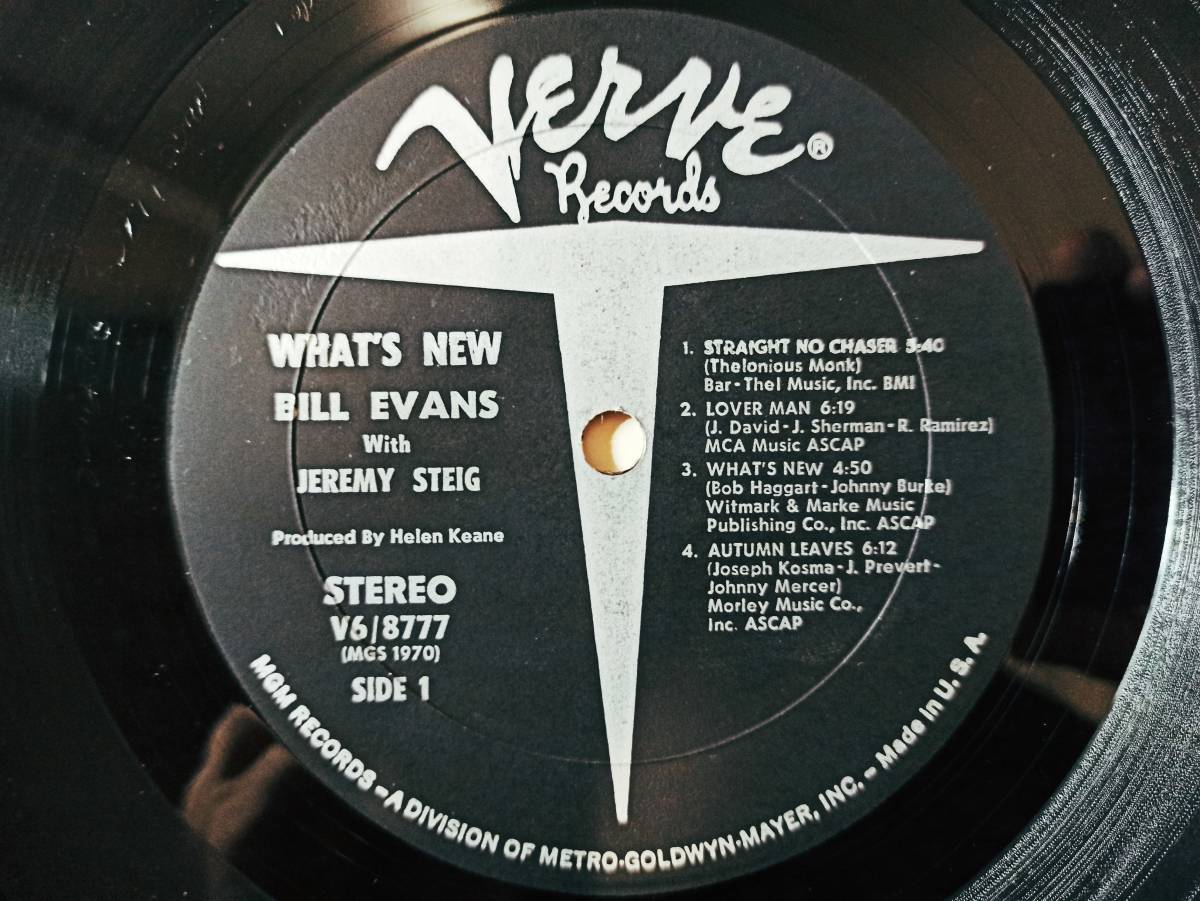 Verve®
Records
WHAT'S NEW
BILL EVANS
With
JEREMY STEIG
Produced By Helen Keane
STEREO
V6/8777
(MGS 1970)
SIDE 1
1. STRAIGHT NO CHASER 5:40
(Thelonious Monk)
Bar-Thel Music, Inc. BMI
2. LOVER MAN 6:19
(J. David-J. Sherman-R. Ramirez)
MCA Music ASCAP
3. WHAT'S NEW 4:50
(Bob Haggart-Johnny Burke)
Witmark & Marke Music
Publishing Co., Inc. ASCAP
4. AUTUMN LEAVES 6:12
(Joseph Kosma-J. Prevert-
Johnny Mercer)
Morley Music Co.,
Inc. ASCAP
MGM RECORDS – A DIVISION OF METRO-GOLDWYN-MAYER, INC. – Made in U. S. A.